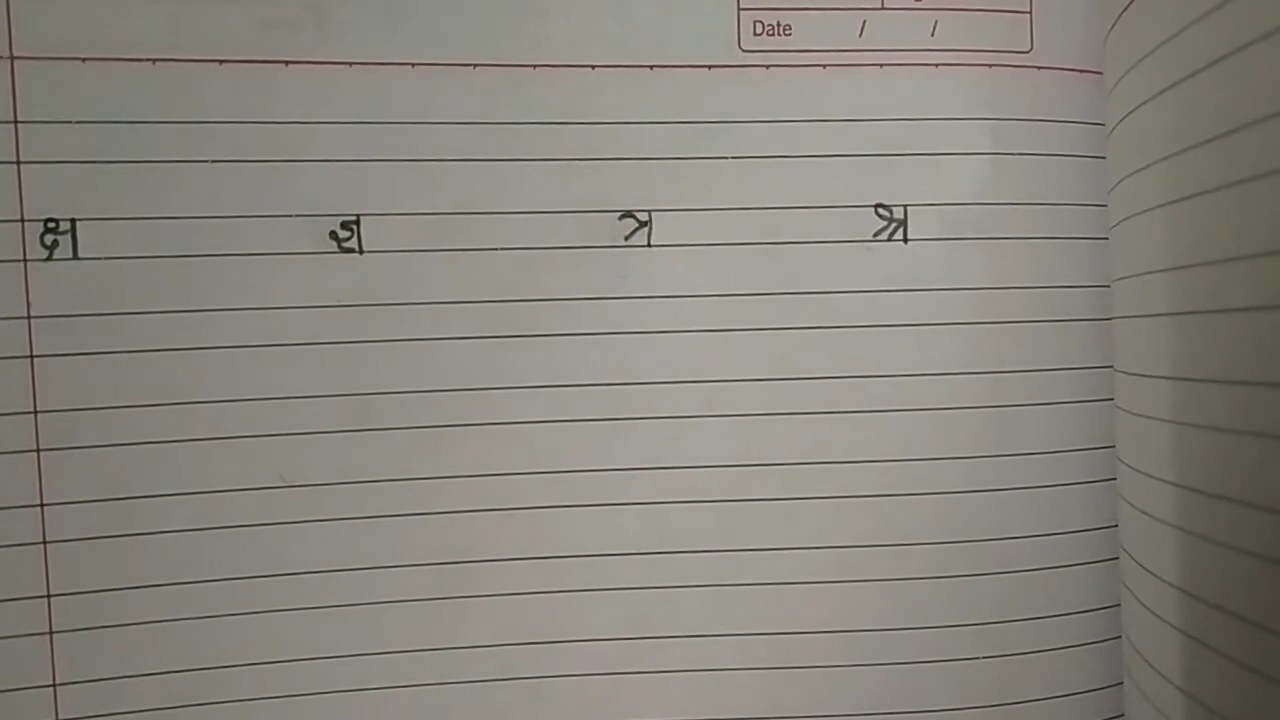 Date / /
क्ष ज्ञ त्र श्र